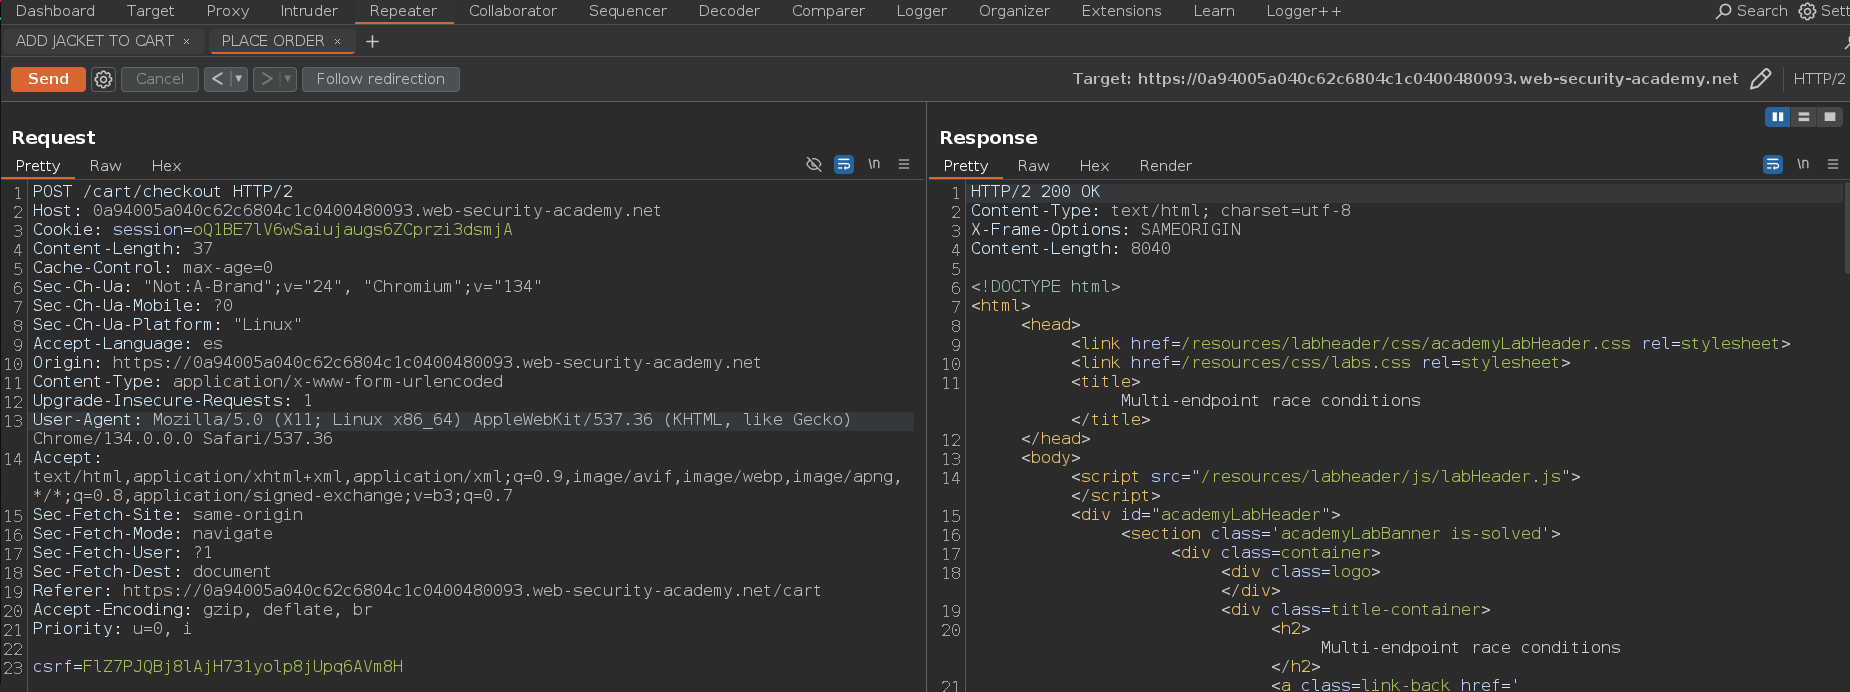 Dashboard Target Proxy Intruder Repeater Collaborator Sequencer Decoder Comparer Logger Organizer Extensions Learn Logger++ Search Sett
ADD JACKET TO CART × PLACE ORDER × +
Send Cancel < ▾ > ▾ Follow redirection Target: https://0a94005a040c62c6804c1c0400480093.web-security-academy.net HTTP/2
Request
Pretty Raw Hex \n
1 POST /cart/checkout HTTP/2
2 Host: 0a94005a040c62c6804c1c0400480093.web-security-academy.net
3 Cookie: session=oQ1BE7lV6wSaiujaugs6ZCprzi3dsmjA
4 Content-Length: 37
5 Cache-Control: max-age=0
6 Sec-Ch-Ua: "Not:A-Brand";v="24", "Chromium";v="134"
7 Sec-Ch-Ua-Mobile: ?0
8 Sec-Ch-Ua-Platform: "Linux"
9 Accept-Language: es
10 Origin: https://0a94005a040c62c6804c1c0400480093.web-security-academy.net
11 Content-Type: application/x-www-form-urlencoded
12 Upgrade-Insecure-Requests: 1
13 User-Agent: Mozilla/5.0 (X11; Linux x86_64) AppleWebKit/537.36 (KHTML, like Gecko)
Chrome/134.0.0.0 Safari/537.36
14 Accept:
text/html,application/xhtml+xml,application/xml;q=0.9,image/avif,image/webp,image/apng,
*/*;q=0.8,application/signed-exchange;v=b3;q=0.7
15 Sec-Fetch-Site: same-origin
16 Sec-Fetch-Mode: navigate
17 Sec-Fetch-User: ?1
18 Sec-Fetch-Dest: document
19 Referer: https://0a94005a040c62c6804c1c0400480093.web-security-academy.net/cart
20 Accept-Encoding: gzip, deflate, br
21 Priority: u=0, i
22
23 csrf=FlZ7PJQBj8lAjH731yolp8jUpq6AVm8H
Response
Pretty Raw Hex Render \n
1 HTTP/2 200 OK
2 Content-Type: text/html; charset=utf-8
3 X-Frame-Options: SAMEORIGIN
4 Content-Length: 8040
5
6 <!DOCTYPE html>
7 <html>
8 <head>
9 <link href=/resources/labheader/css/academyLabHeader.css rel=stylesheet>
10 <link href=/resources/css/labs.css rel=stylesheet>
11 <title>
Multi-endpoint race conditions
</title>
12 </head>
13 <body>
14 <script src="/resources/labheader/js/labHeader.js">
</script>
15 <div id="academyLabHeader">
16 <section class='academyLabBanner is-solved'>
17 <div class=container>
18 <div class=logo>
</div>
19 <div class=title-container>
20 <h2>
Multi-endpoint race conditions
</h2>
21 <a class=link-back href='